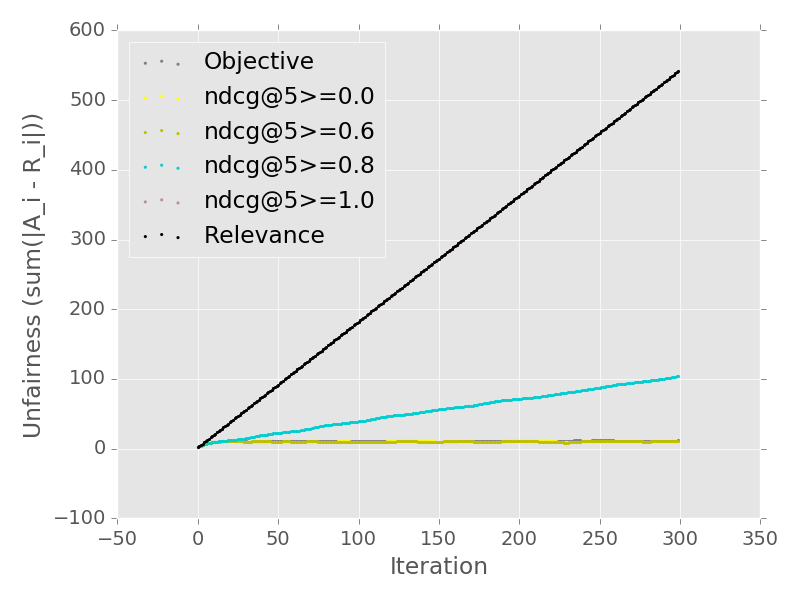 600
500
400
300
200
100
0
−100
Unfairness (sum(|A_i - R_i|))
Objective
ndcg@5>=0.0
ndcg@5>=0.6
ndcg@5>=0.8
ndcg@5>=1.0
Relevance
−50 0 50 100 150 200 250 300 350
Iteration